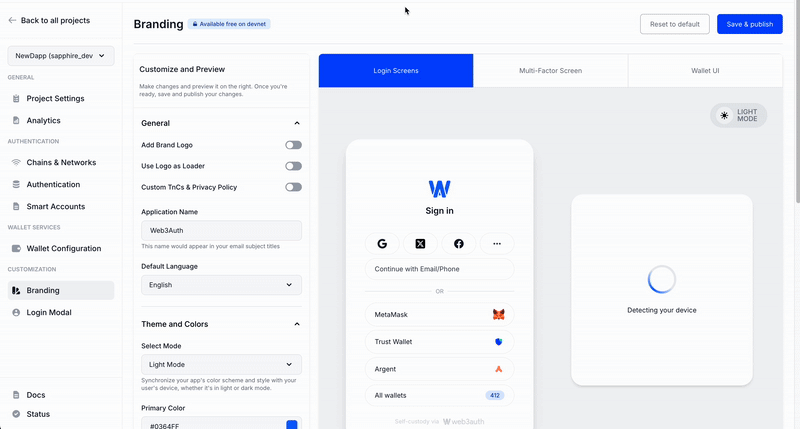 Back to all projects
NewDapp (sapphire_dev
GENERAL
Project Settings
Analytics
AUTHENTICATION
Chains & Networks
Authentication
Smart Accounts
WALLET SERVICES
Wallet Configuration
CUSTOMIZATION
Branding
Login Modal
Docs
Status
Branding
Available free on devnet
Reset to default
Save & publish
Customize and Preview
Make changes and preview it on the right. Once you're
ready, save and publish your changes.
General
Add Brand Logo
Use Logo as Loader
Custom TnCs & Privacy Policy
Application Name
Web3Auth
This name would appear in your email subject titles
Default Language
English
Theme and Colors
Select Mode
Light Mode
Synchronize your app's color scheme and style with your
user's device, whether it's in light or dark mode.
Primary Color
#0364FF
Login Screens
Multi-Factor Screen
Wallet UI
LIGHT
MODE
Sign in
Continue with Email/Phone
OR
MetaMask
Trust Wallet
Argent
All wallets
412
Self-custody via web3auth
Detecting your device